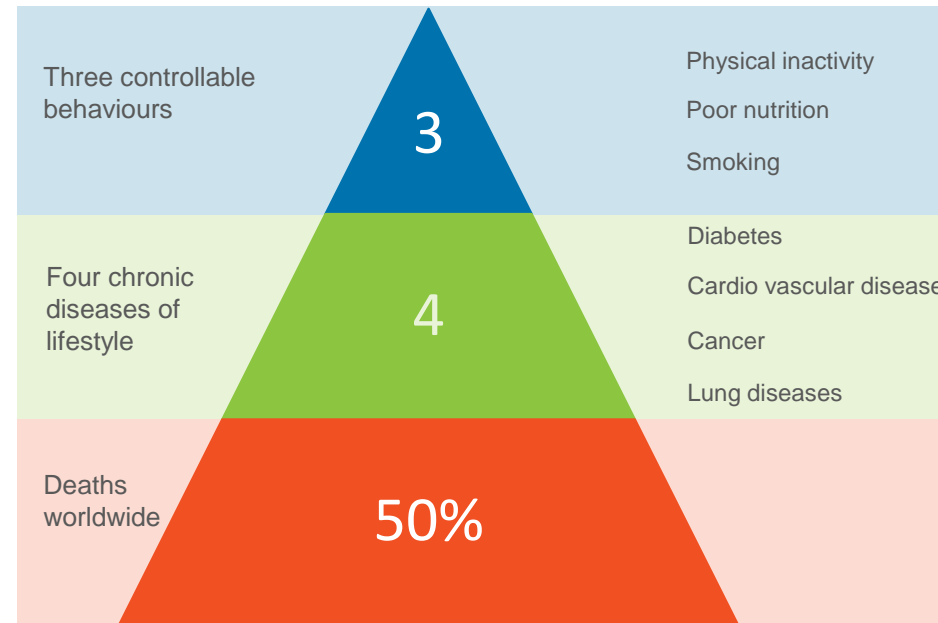 Three controllable
behaviours
3
Physical inactivity
Poor nutrition
Smoking
Four chronic
diseases of
lifestyle
4
Diabetes
Cardio vascular disease
Cancer
Lung diseases
Deaths
worldwide
50%